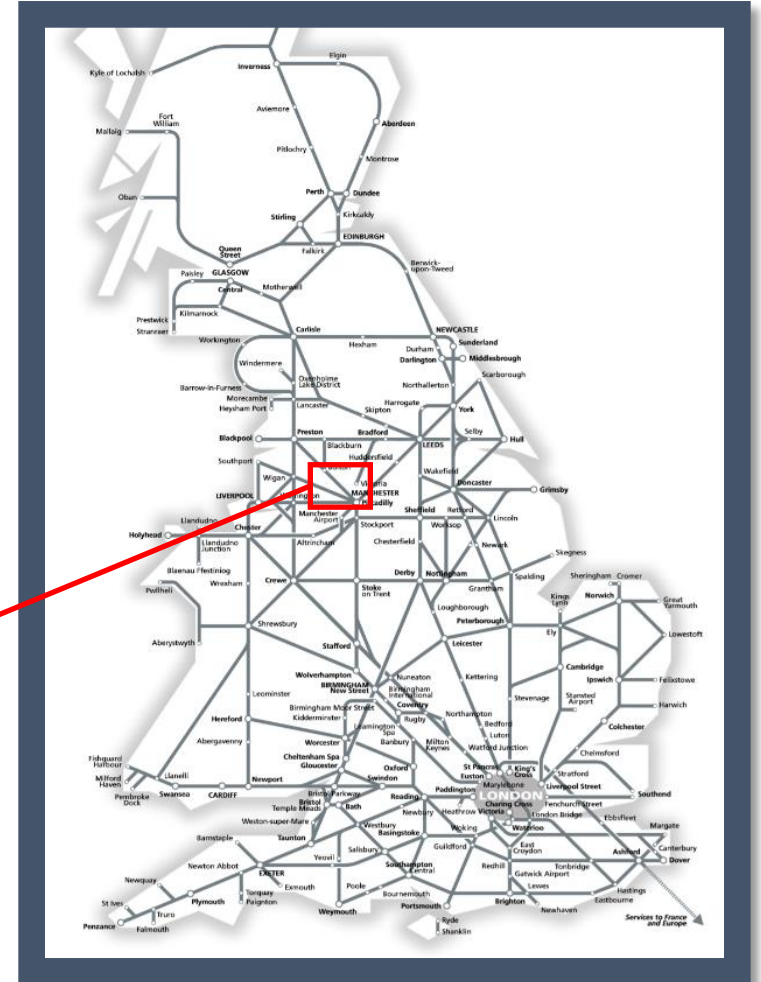 Elgin
Inverness
Kyle of Lochalsh
Aviemore
Fort
William
Aberdeen
Mallaig
Pitlochry
Montrose
Perth
Dundee
Oban
Stirling
Kirkcaldy
EDINBURGH
Queen
Street
Falkirk
Berwick-
upon-Tweed
Paisley
GLASGOW
Central
Motherwell
Prestwick
Kilmarnock
Stranraer
Carlisle
NEWCASTLE
Workington
Hexham
Durham
Sunderland
Darlington
Middlesbrough
Windermere
Scarborough
Oxenholme
Lake District
Barrow-in-Furness
Northallerton
Morecambe
Lancaster
Harrogate
Heysham Port
Skipton
York
Blackpool
Preston
Bradford
Selby
Hull
Blackburn
LEEDS
Southport
Huddersfield
Wakefield
Wigan
Victoria
Doncaster
Grimsby
LIVERPOOL
MANCHESTER
Piccadilly
Manchester
Airport
Sheffield
Retford
Lincoln
Llandudno
Chester
Stockport
Worksop
Holyhead
Llandudno
Junction
Altrincham
Chesterfield
Newark
Skegness
Blaenau Ffestiniog
Derby
Nottingham
Spalding
Sheringham
Cromer
Pwllheli
Wrexham
Crewe
Stoke
on Trent
Grantham
Kings
Lynn
Norwich
Great
Yarmouth
Loughborough
Shrewsbury
Peterborough
Ely
Lowestoft
Aberystwyth
Stafford
Leicester
Wolverhampton
Cambridge
BIRMINGHAM
New Street
Nuneaton
Kettering
Ipswich
Felixstowe
Birmingham
International
Leominster
Stevenage
Stansted
Airport
Birmingham Moor Street
Coventry
Harwich
Hereford
Kidderminster
Rugby
Northampton
Leamington
Spa
Bedford
Colchester
Abergavenny
Worcester
Banbury
Milton
Keynes
Luton
Watford Junction
Chelmsford
Fishguard
Harbour
Cheltenham Spa
Oxford
St Pancras
King's
Cross
Gloucester
Euston
Stratford
Milford
Haven
Llanelli
Newport
Swindon
Marylebone
Liverpool Street
Pembroke
Dock
Swansea
CARDIFF
Bristol Parkway
Reading
Paddington
LONDON
Southend
Bristol
Temple Meads
Bath
Newbury
Heathrow
Victoria
Charing Cross
Fenchurch Street
Weston-super-Mare
London Bridge
Ebbsfleet
Barnstaple
Taunton
Westbury
Basingstoke
Woking
Waterloo
Margate
Newton Abbot
Yeovil
Salisbury
Guildford
East
Croydon
Ashford
Canterbury
EXETER
Southampton
Central
Redhill
Tonbridge
Dover
Newquay
Gatwick Airport
Exmouth
Poole
Lewes
Hastings
St Ives
Plymouth
Torquay
Paignton
Bournemouth
Eastbourne
Truro
Weymouth
Portsmouth
Brighton
Newhaven
Penzance
Falmouth
Ryde
Shanklin
Services to France
and Europe